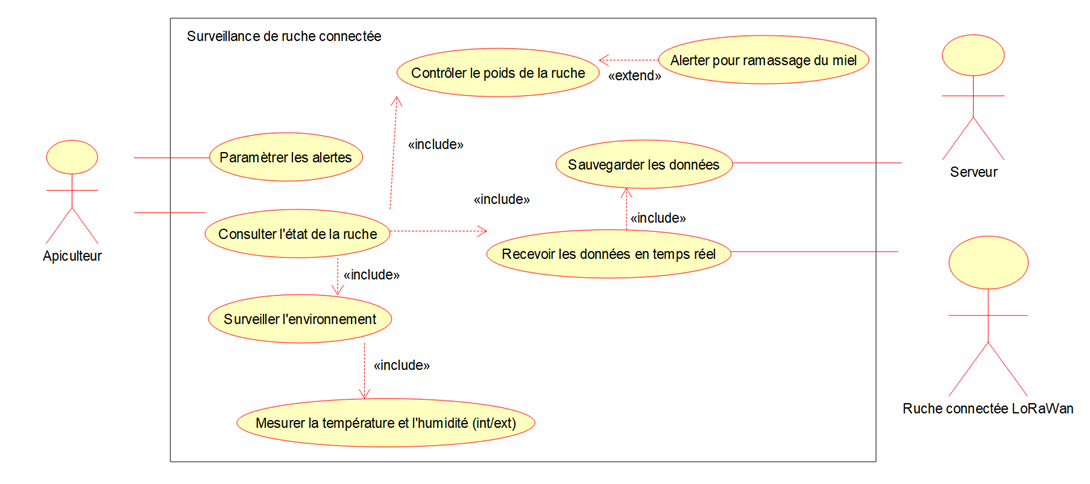 Surveillance de ruche connectée
Alerter pour ramassage du miel
Contrôler le poids de la ruche
«extend»
«include»
Paramètrer les alertes
Sauvegarder les données
Serveur
«include»
«include»
Consulter l'état de la ruche
Apiculteur
Recevoir les données en temps réel
«include»
Surveiller l'environnement
«include»
Ruche connectée LoRaWan
Mesurer la température et l'humidité (int/ext)